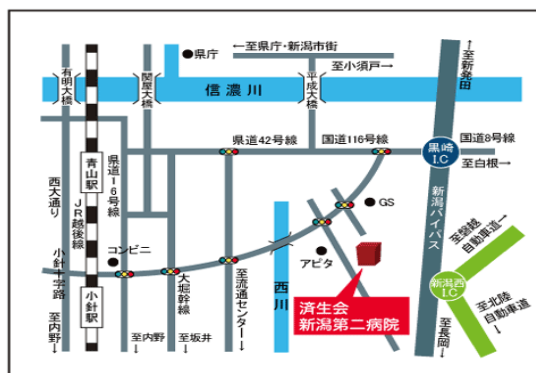 県庁
←至県庁・新潟市街
至小須戸→
至新発田
有明大橋
関屋大橋
信濃川
平成大橋
県道42号線
国道116号線
黒崎
I.C
国道8号線
至白根→
青山駅
県道16号線
西大通り
JR越後線
新潟バイパス
GS
至磐越
自動車道→
コンビニ
アピタ
小針十字路
小針駅
大堀幹線
至流通センター→
西川
済生会
新潟第二病院
新潟西
I.C
至北陸
自動車道→
至内野→
至内野→
至坂井→
至長岡→